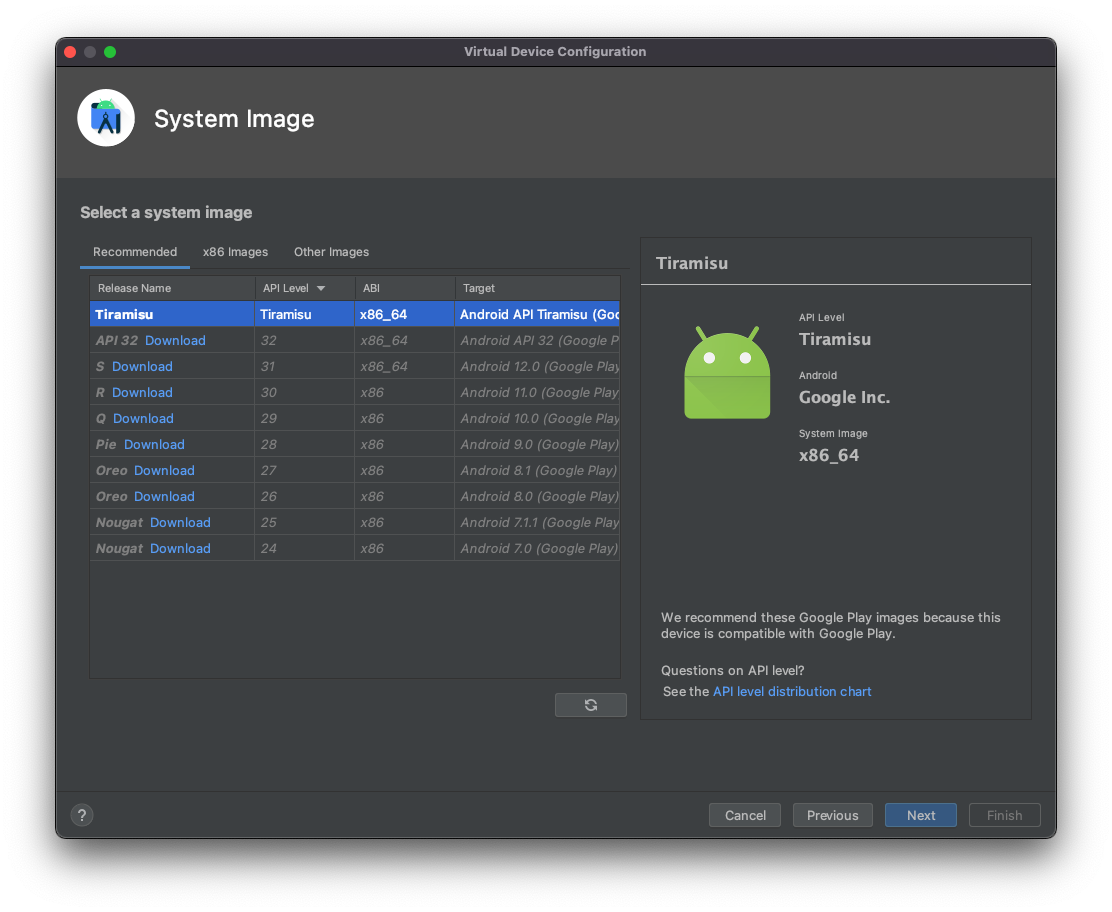 Virtual Device Configuration
System Image
Select a system image
Recommended x86 Images Other Images
Release Name API Level ABI Target
Tiramisu Tiramisu x86_64 Android API Tiramisu (Goo
API 32 Download 32 x86_64 Android API 32 (Google P
S Download 31 x86_64 Android 12.0 (Google Play
R Download 30 x86 Android 11.0 (Google Play
Q Download 29 x86 Android 10.0 (Google Play
Pie Download 28 x86 Android 9.0 (Google Play)
Oreo Download 27 x86 Android 8.1 (Google Play)
Oreo Download 26 x86 Android 8.0 (Google Play)
Nougat Download 25 x86 Android 7.1.1 (Google Play
Nougat Download 24 x86 Android 7.0 (Google Play)
Tiramisu
API Level
Tiramisu
Android
Google Inc.
System Image
x86_64
We recommend these Google Play images because this
device is compatible with Google Play.
Questions on API level?
See the API level distribution chart
? Cancel Previous Next Finish